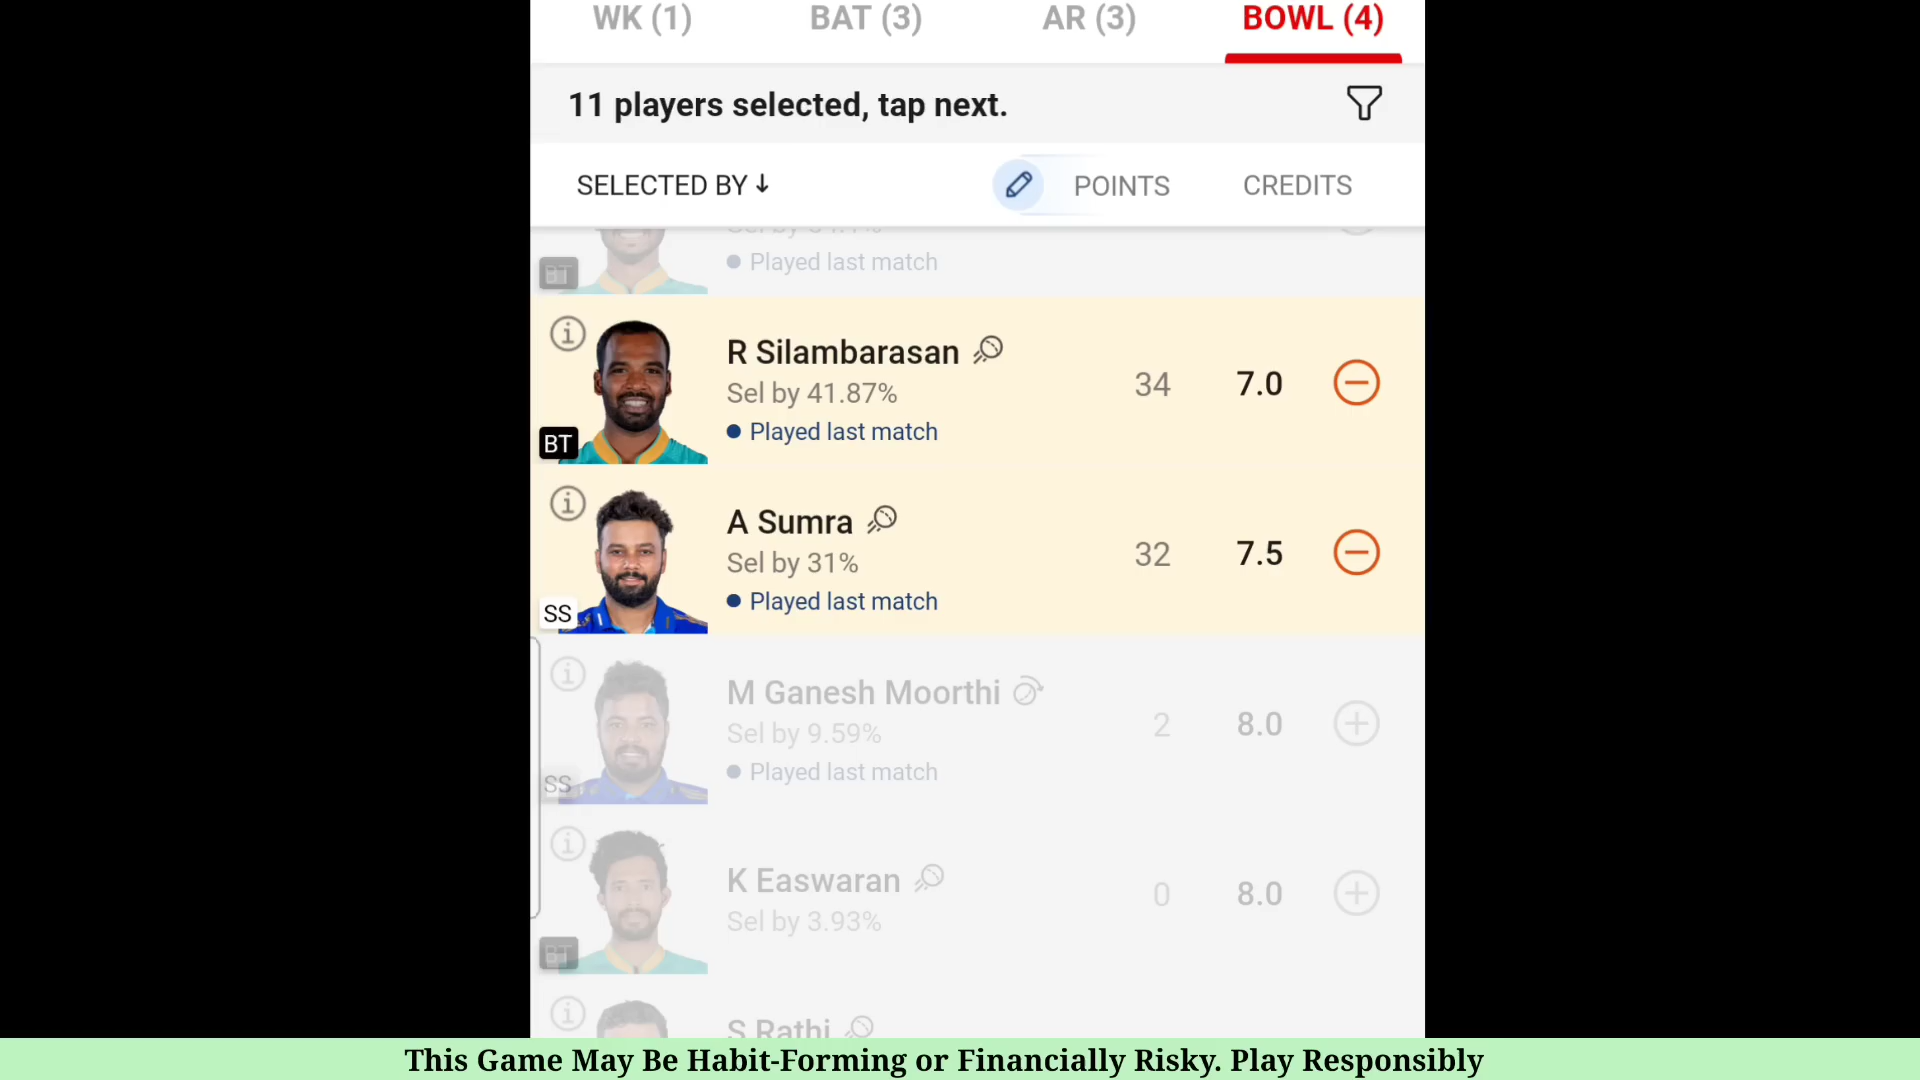 WK (1) BAT (3) AR (3) BOWL (4)
11 players selected, tap next.
SELECTED BY ↓ POINTS CREDITS
Played last match
BT
R Silambarasan
Sel by 41.87% 34 7.0
Played last match
BT
A Sumra
Sel by 31% 32 7.5
Played last match
SS
M Ganesh Moorthi
Sel by 9.59% 2 8.0
Played last match
SS
K Easwaran
Sel by 3.93% 0 8.0
BT
S Rathi
This Game May Be Habit-Forming or Financially Risky. Play Responsibly